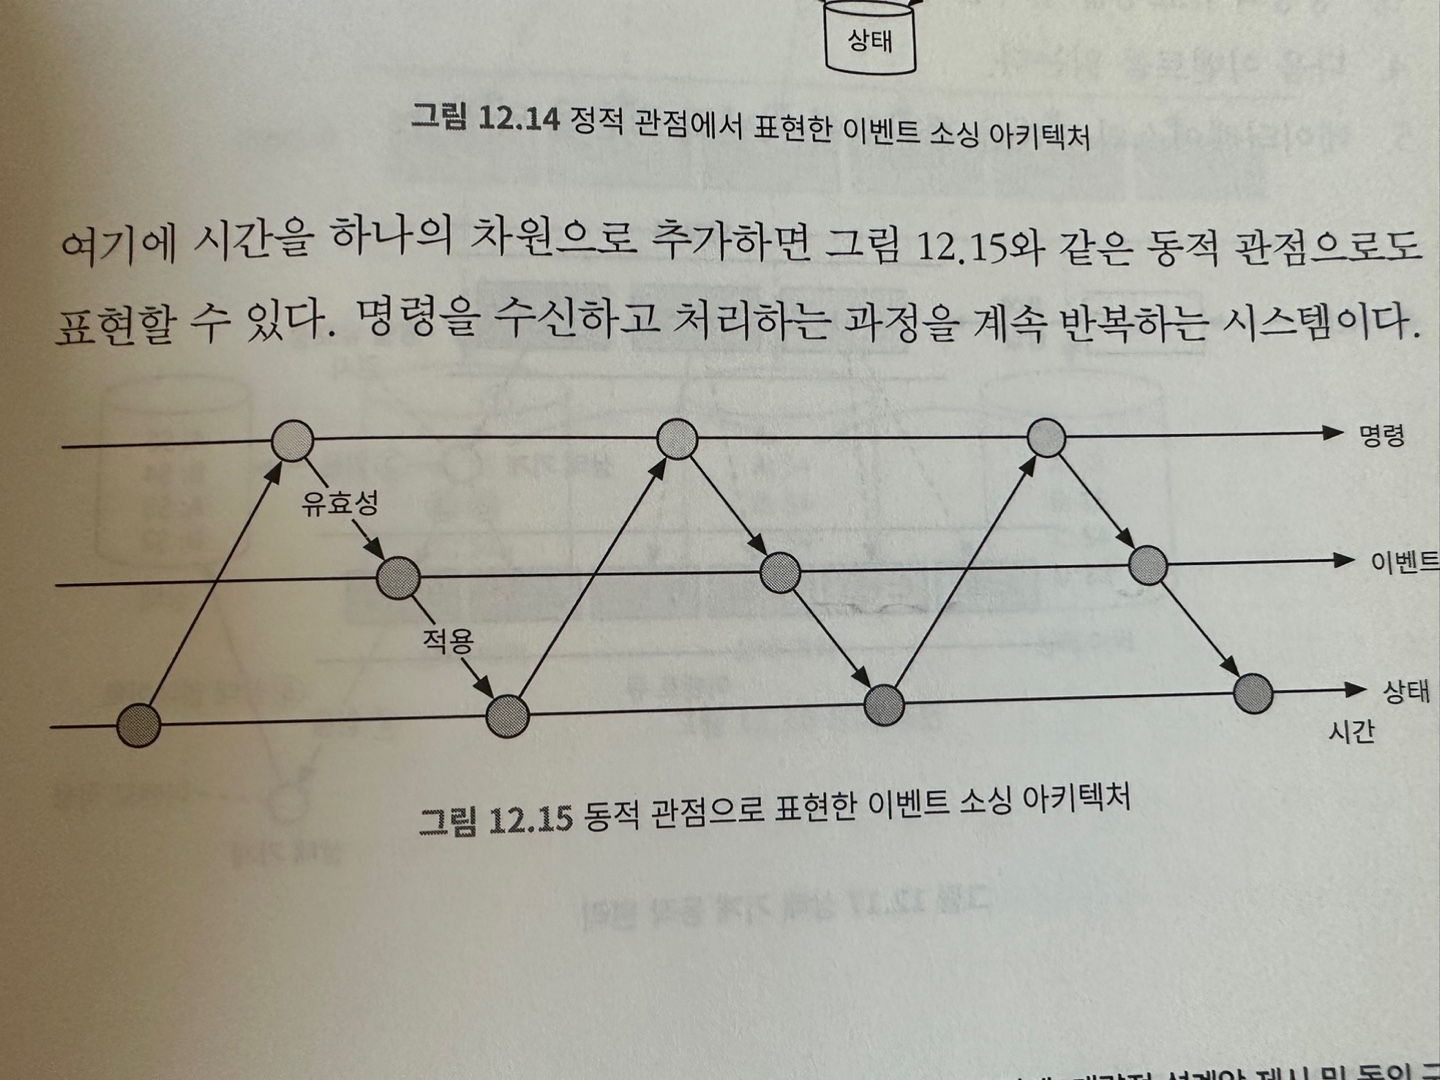 상태
그림 12.14 정적 관점에서 표현한 이벤트 소싱 아키텍처
여기에 시간을 하나의 차원으로 추가하면 그림 12.15와 같은 동적 관점으로도
표현할 수 있다. 명령을 수신하고 처리하는 과정을 계속 반복하는 시스템이다.
명령
유효성
이벤트
적용
상태
시간
그림 12.15 동적 관점으로 표현한 이벤트 소싱 아키텍처